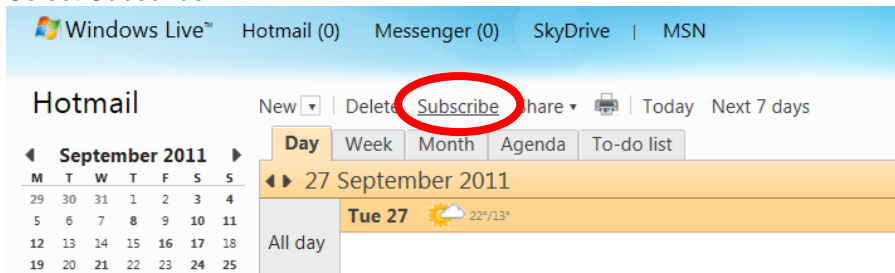 Windows Live™ Hotmail (0) Messenger (0) SkyDrive | MSN
Hotmail
New Delete Subscribe Share Today Next 7 days
September 2011
M T W T F S S
29 30 31 1 2 3 4
5 6 7 8 9 10 11
12 13 14 15 16 17 18
19 20 21 22 23 24 25
Day Week Month Agenda To-do list
27 September 2011
Tue 27 22°/13°
All day